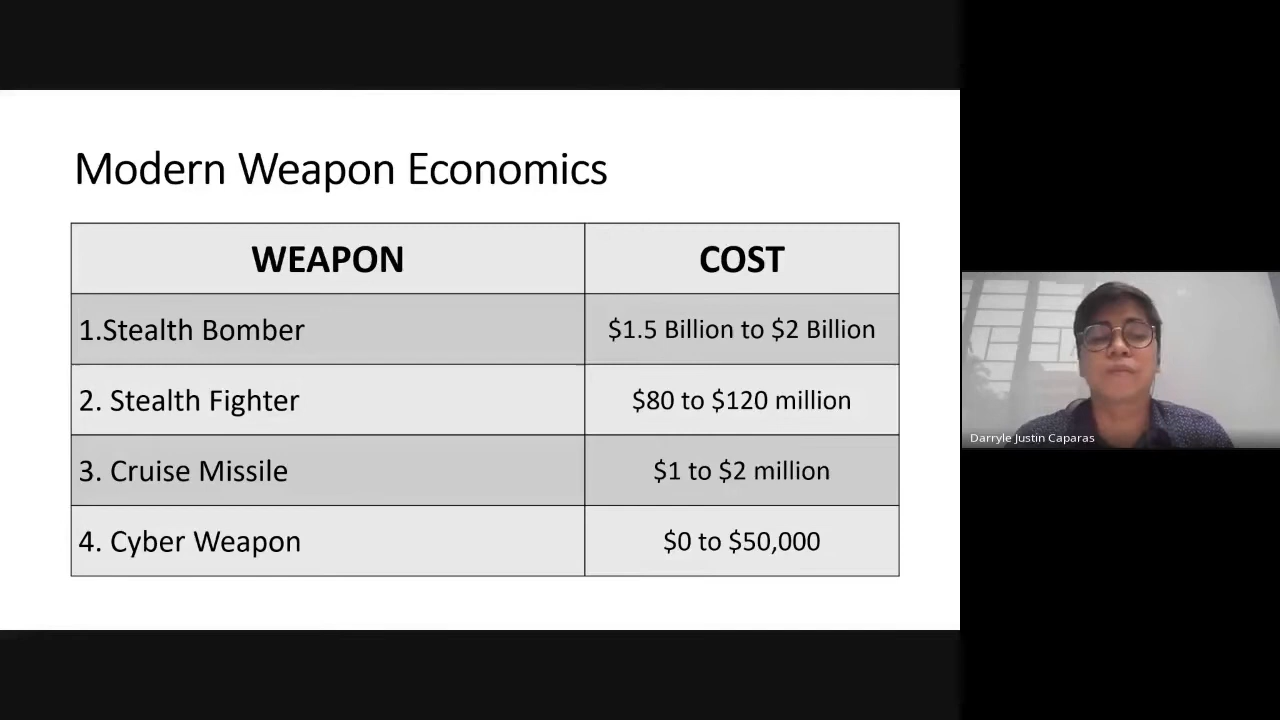 Modern Weapon Economics
WEAPON COST
1.Stealth Bomber $1.5 Billion to $2 Billion
2. Stealth Fighter $80 to $120 million
3. Cruise Missile $1 to $2 million
4. Cyber Weapon $0 to $50,000
Darryle Justin Caparas